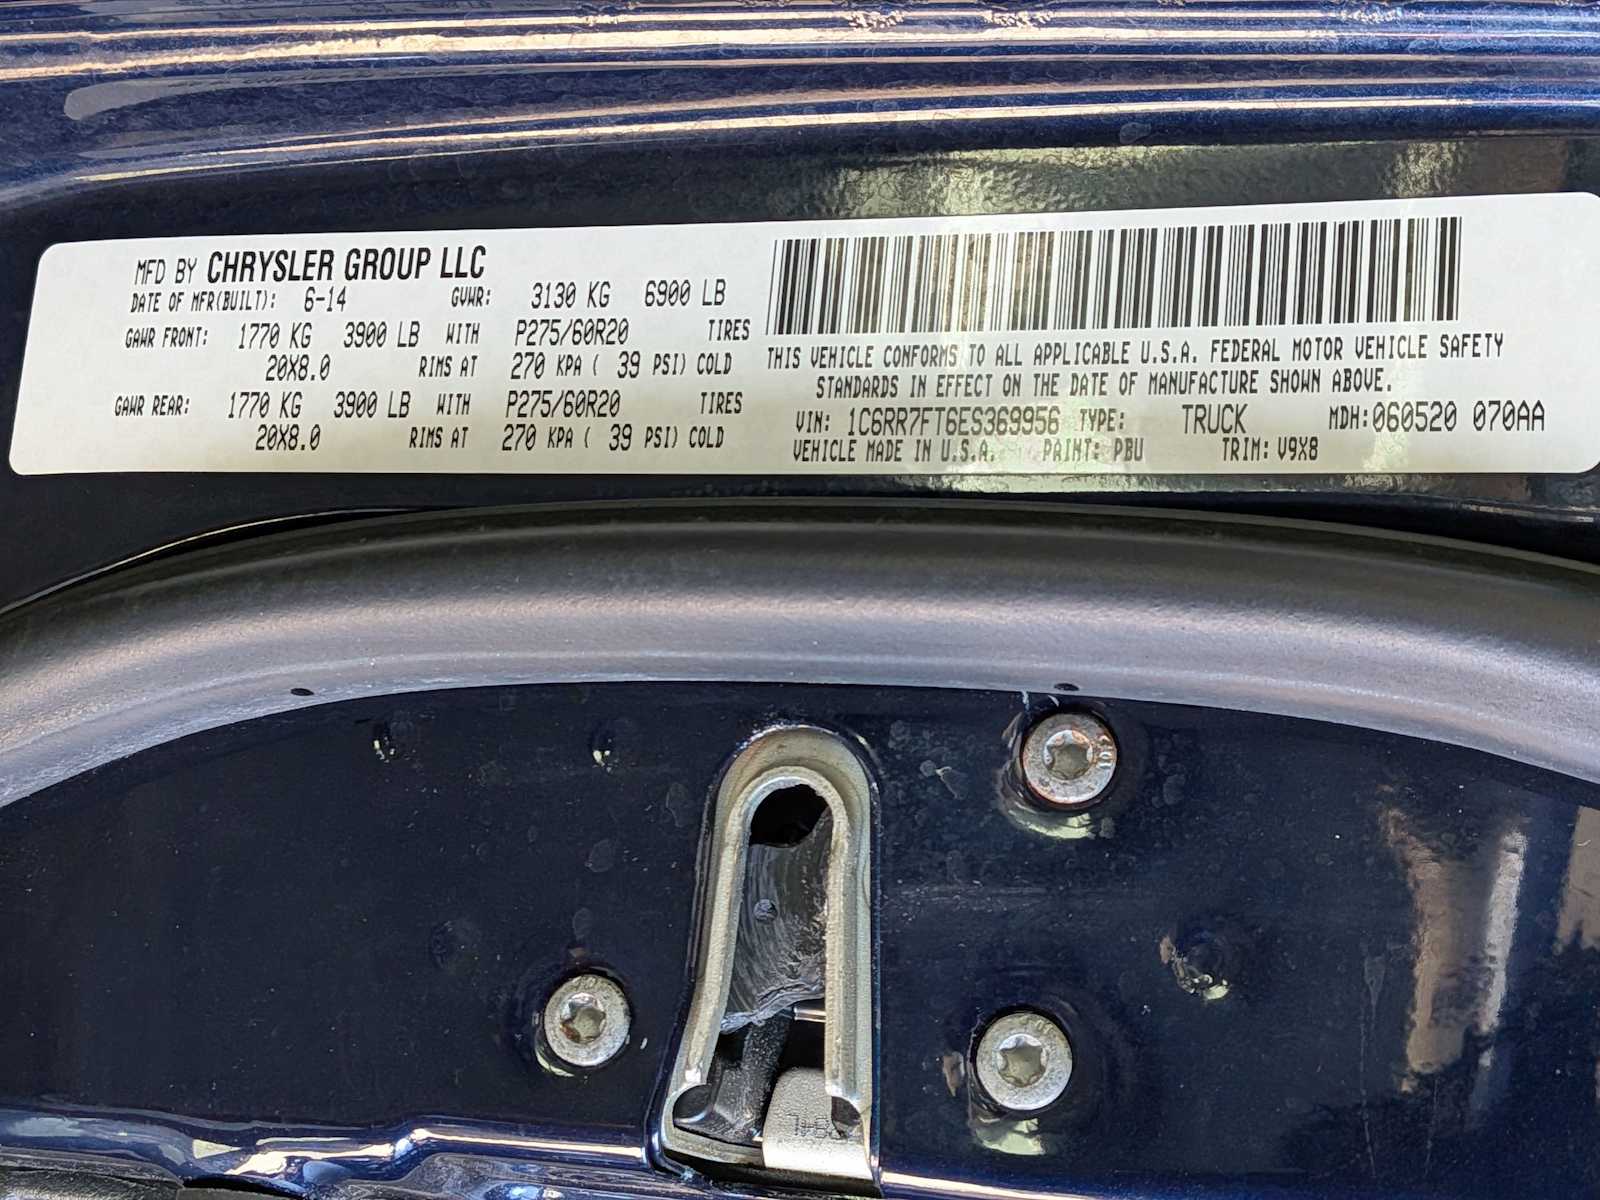 MFD BY CHRYSLER GROUP LLC
DATE OF MFR(BUILT): 6-14 GVWR: 3130 KG 6900 LB
GAWR FRONT: 1770 KG 3900 LB WITH P275/60R20 TIRES
20X8.0 RIMS AT 270 KPA ( 39 PSI) COLD
GAWR REAR: 1770 KG 3900 LB WITH P275/60R20 TIRES
20X8.0 RIMS AT 270 KPA ( 39 PSI) COLD
THIS VEHICLE CONFORMS TO ALL APPLICABLE U.S.A. FEDERAL MOTOR VEHICLE SAFETY
STANDARDS IN EFFECT ON THE DATE OF MANUFACTURE SHOWN ABOVE.
VIN: 1C6RR7FT6ES369956 TYPE: TRUCK MDH: 060520 070AA
VEHICLE MADE IN U.S.A. PAINT: PBU TRIM: V9X8